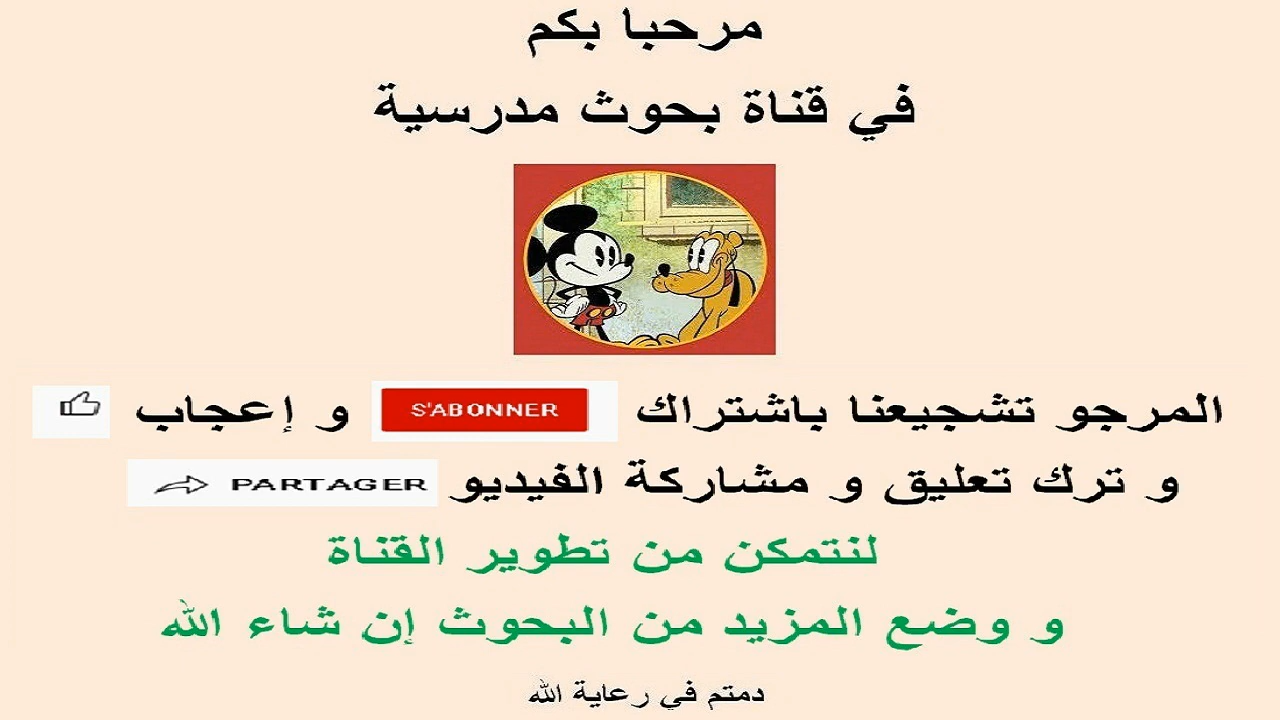 مرحبا بكم
في قناة بحوث مدرسية
المرجو تشجيعنا باشتراك S'ABONNER و إعجاب
و ترك تعليق و مشاركة الفيديو PARTAGER
لنتمكن من تطوير القناة
و وضع المزيد من البحوث إن شاء الله
دمتم في رعاية الله